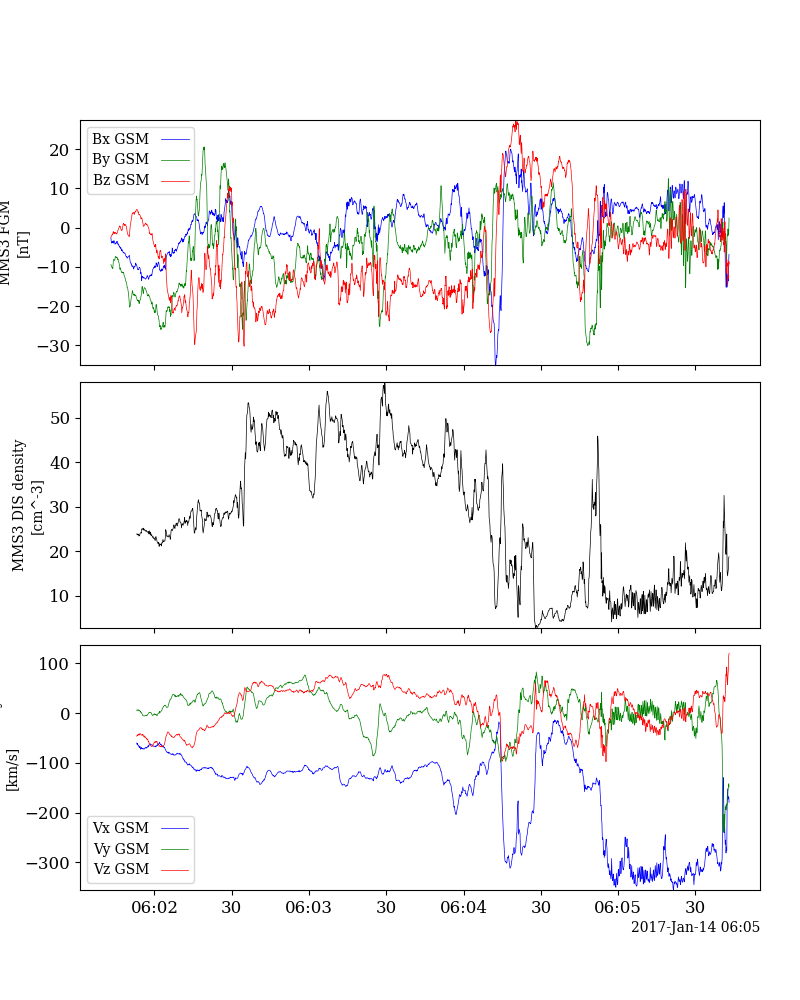 MMS3 FGM
[nT]
Bx GSM
By GSM
Bz GSM
20
10
0
−10
−20
−30
MMS3 DIS density
[cm^-3]
50
40
30
20
10
[km/s]
100
0
−100
−200
−300
Vx GSM
Vy GSM
Vz GSM
06:02 30 06:03 30 06:04 30 06:05 30
2017-Jan-14 06:05